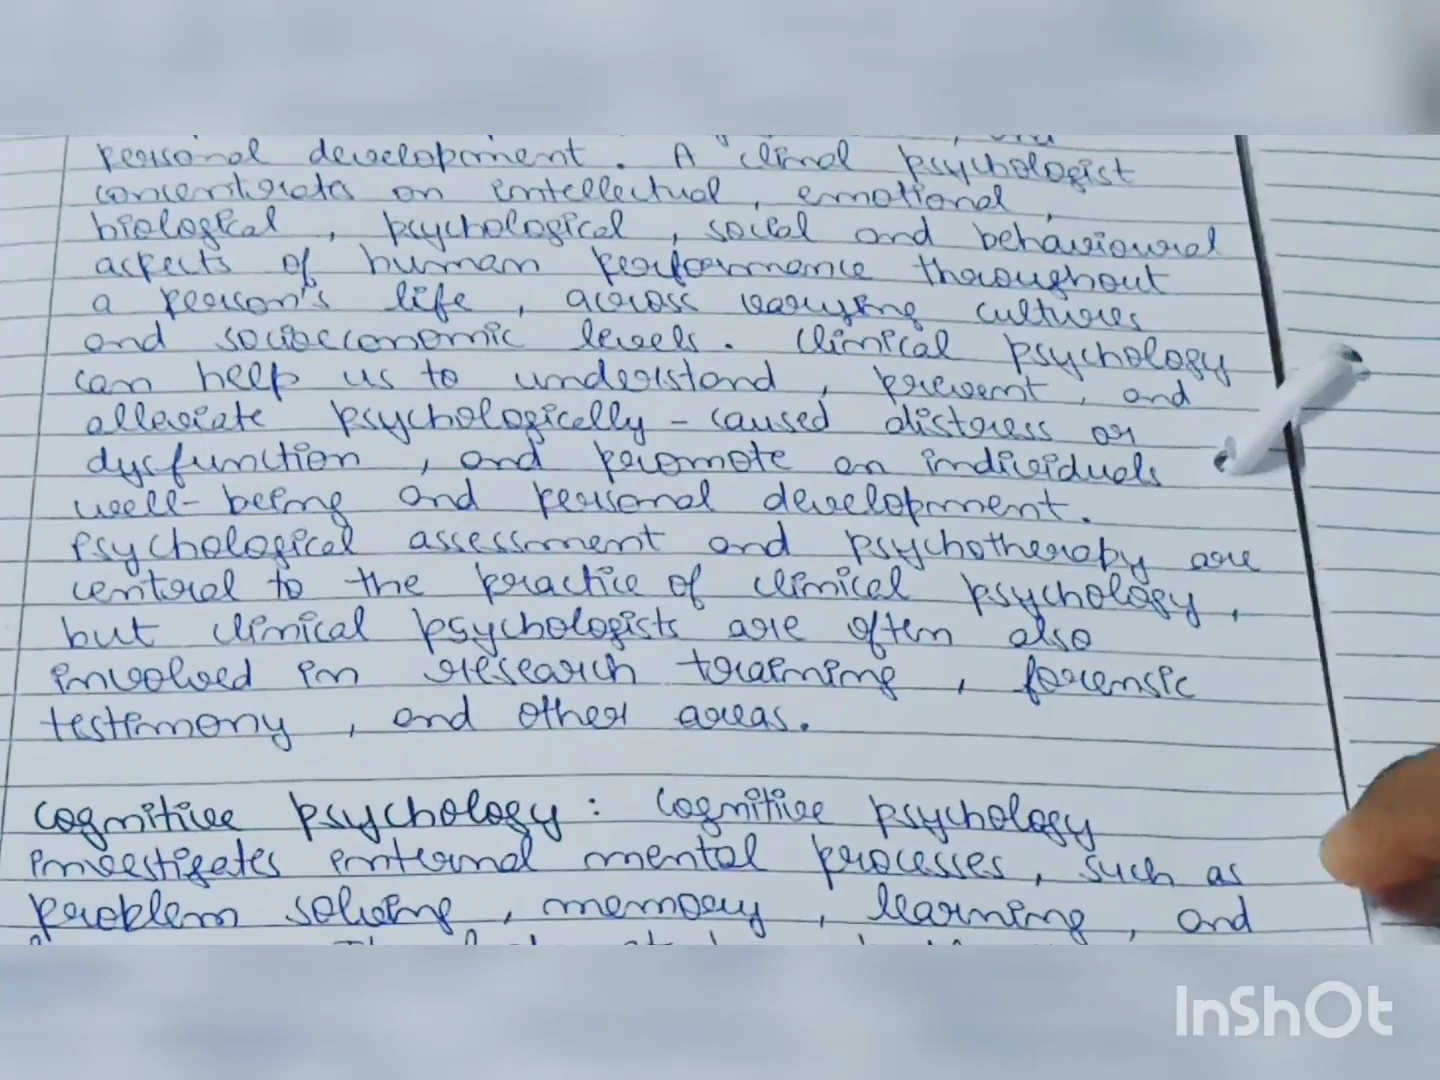 personal development. A clinal psychologist
concentrates on intellectual, emotional,
biological, psychological, social and behavioural
aspects of human performance throughout
a person's life, across varying cultures
and socioeconomic levels. Clinical psychology
can help us to understand, prevent, and
alleviate psychologically-caused distress or
dysfunction, and promote an individuals
well-being and personal development.
Psychological assessment and psychotherapy are
central to the practice of clinical psychology,
but clinical psychologists are often also
involved in research training, forensic
testimony, and other areas.
Cognitive psychology: Cognitive psychology
investigates internal mental processes, such as
problem solving, memory, learning, and
InShOt